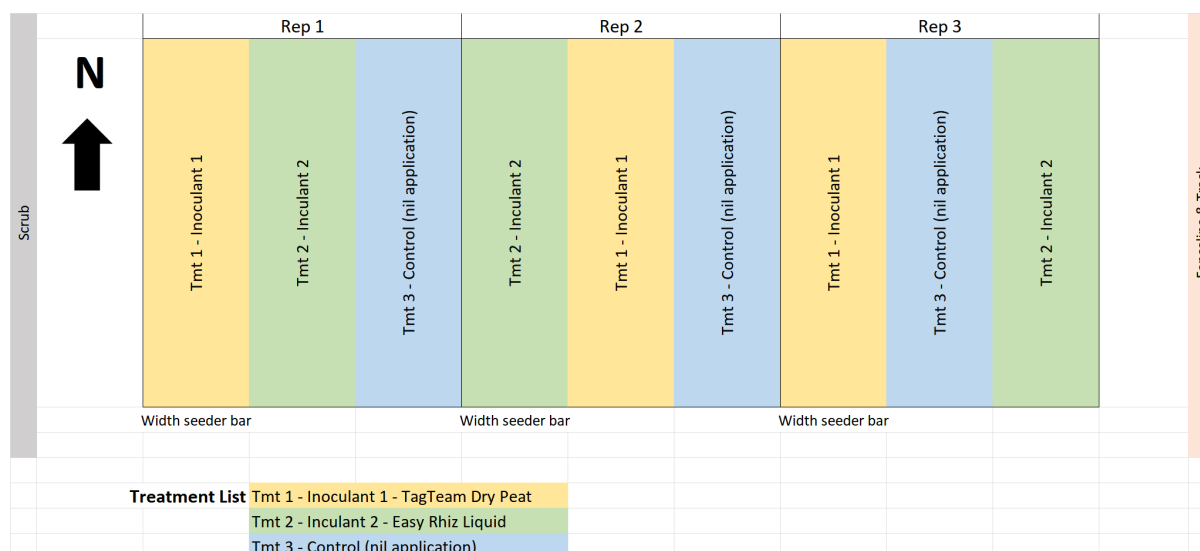 Rep 1
Rep 2
Rep 3
N
Scrub
Tmt 1 - Inoculant 1
Tmt 2 - Inculant 2
Tmt 3 - Control (nil application)
Tmt 2 - Inculant 2
Tmt 1 - Inoculant 1
Tmt 3 - Control (nil application)
Tmt 1 - Inoculant 1
Tmt 3 - Control (nil application)
Tmt 2 - Inculant 2
Width seeder bar
Width seeder bar
Width seeder bar
Treatment List
Tmt 1 - Inoculant 1 - TagTeam Dry Peat
Tmt 2 - Inculant 2 - Easy Rhiz Liquid
Tmt 3 - Control (nil application)